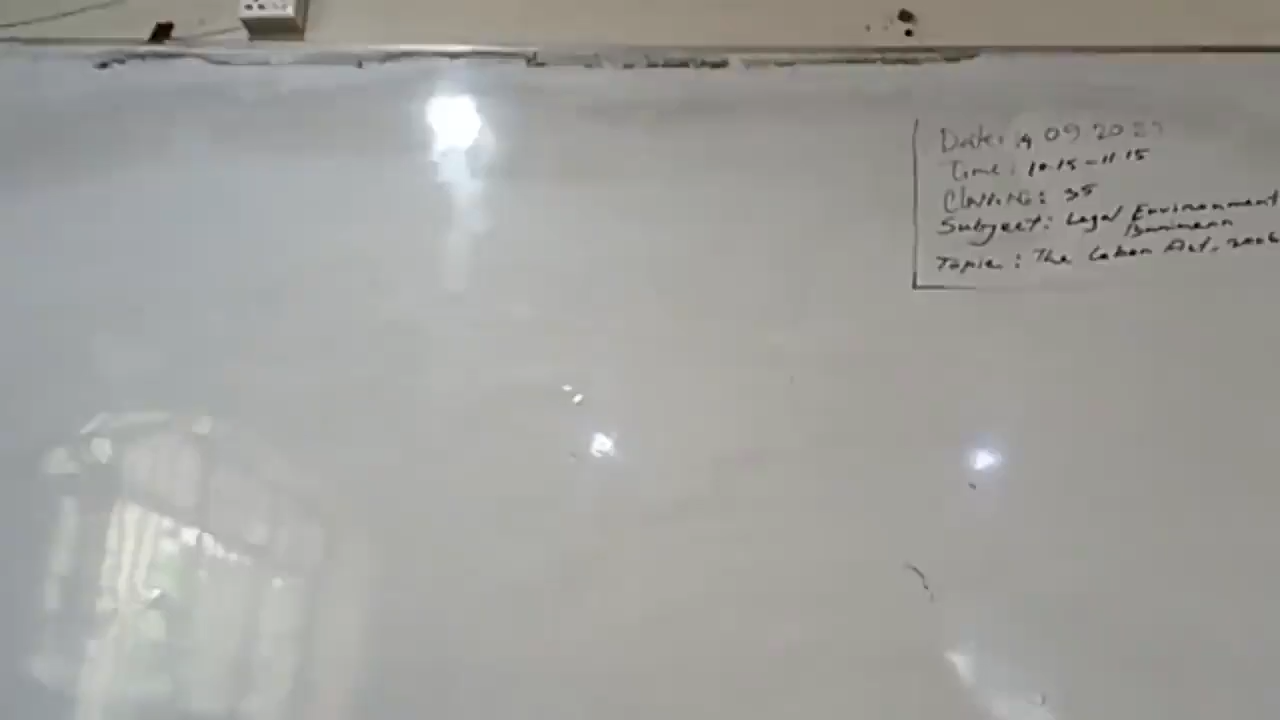 Date: 09 20
Time: 10.15 - 11.15
Class No: 35
Subject: Legal Environment
Business
Topic: The Labor Act, 2006